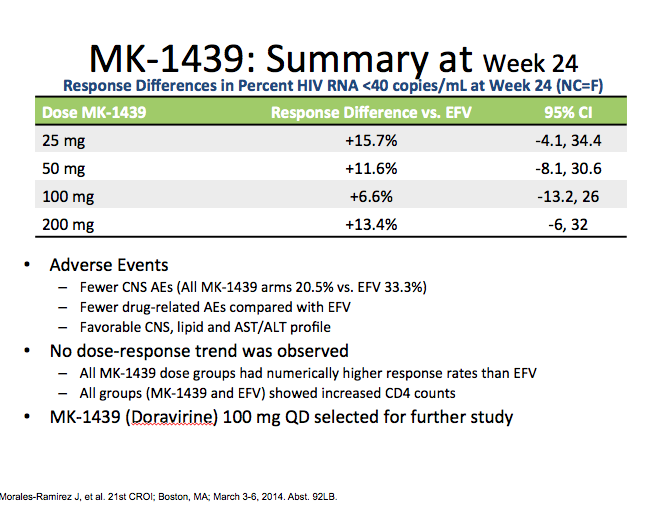 MK-1439: Summary at Week 24
Response Differences in Percent HIV RNA <40 copies/mL at Week 24 (NC=F)
Dose MK-1439 Response Difference vs. EFV 95% CI
25 mg +15.7% -4.1, 34.4
50 mg +11.6% -8.1, 30.6
100 mg +6.6% -13.2, 26
200 mg +13.4% -6, 32
• Adverse Events
– Fewer CNS AEs (All MK-1439 arms 20.5% vs. EFV 33.3%)
– Fewer drug-related AEs compared with EFV
– Favorable CNS, lipid and AST/ALT profile
• No dose-response trend was observed
– All MK-1439 dose groups had numerically higher response rates than EFV
– All groups (MK-1439 and EFV) showed increased CD4 counts
• MK-1439 (Doravirine) 100 mg QD selected for further study
Morales-Ramirez J, et al. 21st CROI; Boston, MA; March 3-6, 2014. Abst. 92LB.